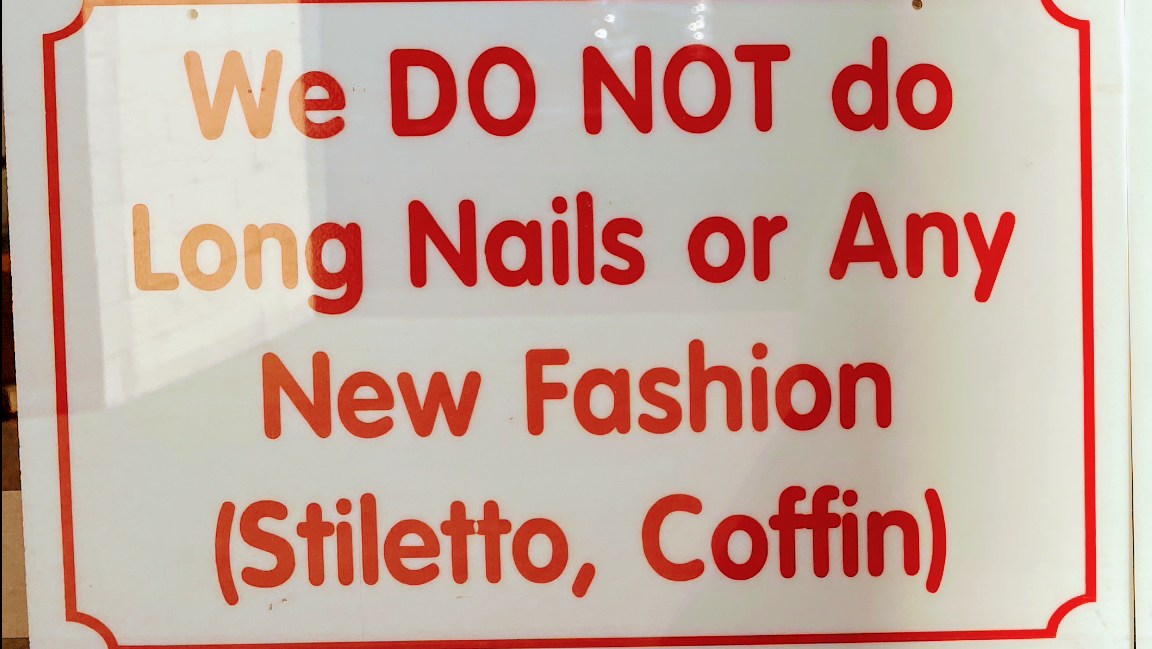 We DO NOT do
Long Nails or Any
New Fashion
(Stiletto, Coffin)